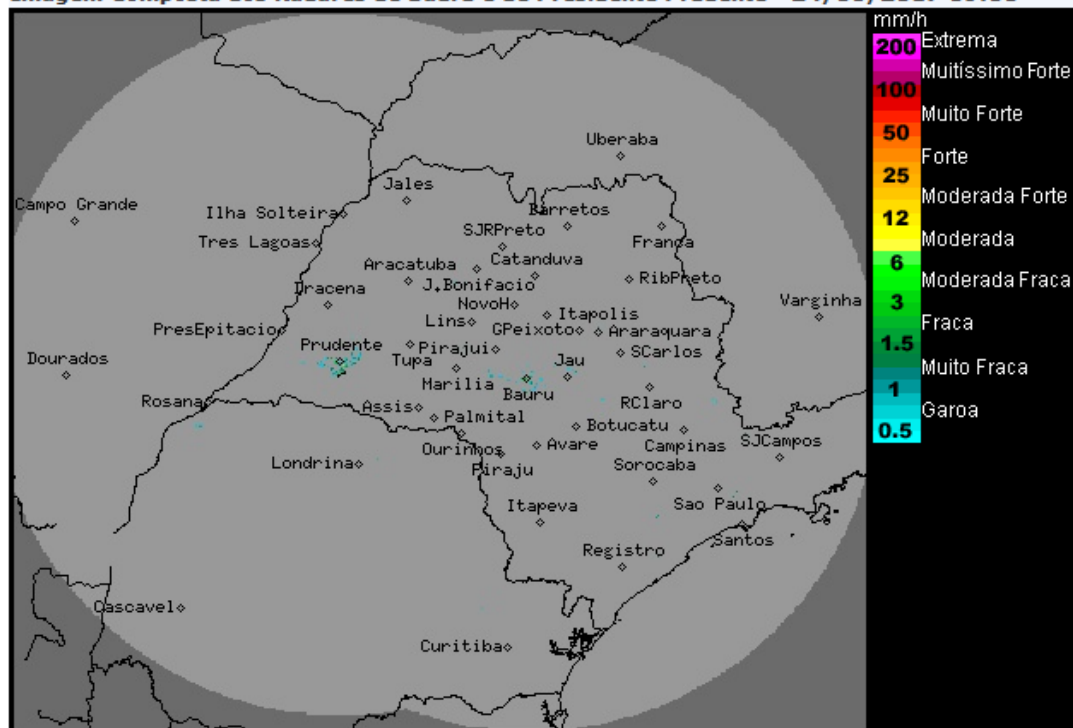 mm/h
200 Extrema
Muitíssimo Forte
100
Muito Forte
50
Forte
25
Moderada Forte
12
Moderada
6
Moderada Fraca
3
Fraca
1.5
Muito Fraca
1
Garoa
0.5
Uberaba
Jales
Campo Grande
Ilha Solteira
Barretos
Tres Lagoas
SJRPreto
Franca
Aracatuba
Catanduva
Dracena
J.Bonifacio
RibPreto
NovoH
Varginha
Itapolis
PresEpitacio
Lins
GPeixoto
Araraquara
Dourados
Prudente
Tupa
Pirajui
Jau
SCarlos
Marilia
Bauru
Rosana
Assis
Palmital
RClaro
Botucatu
Ourinhos
Avare
Campinas
SJCampos
Londrina
Piraju
Sorocaba
Itapeva
Sao Paulo
Santos
Registro
Cascavel
Curitiba